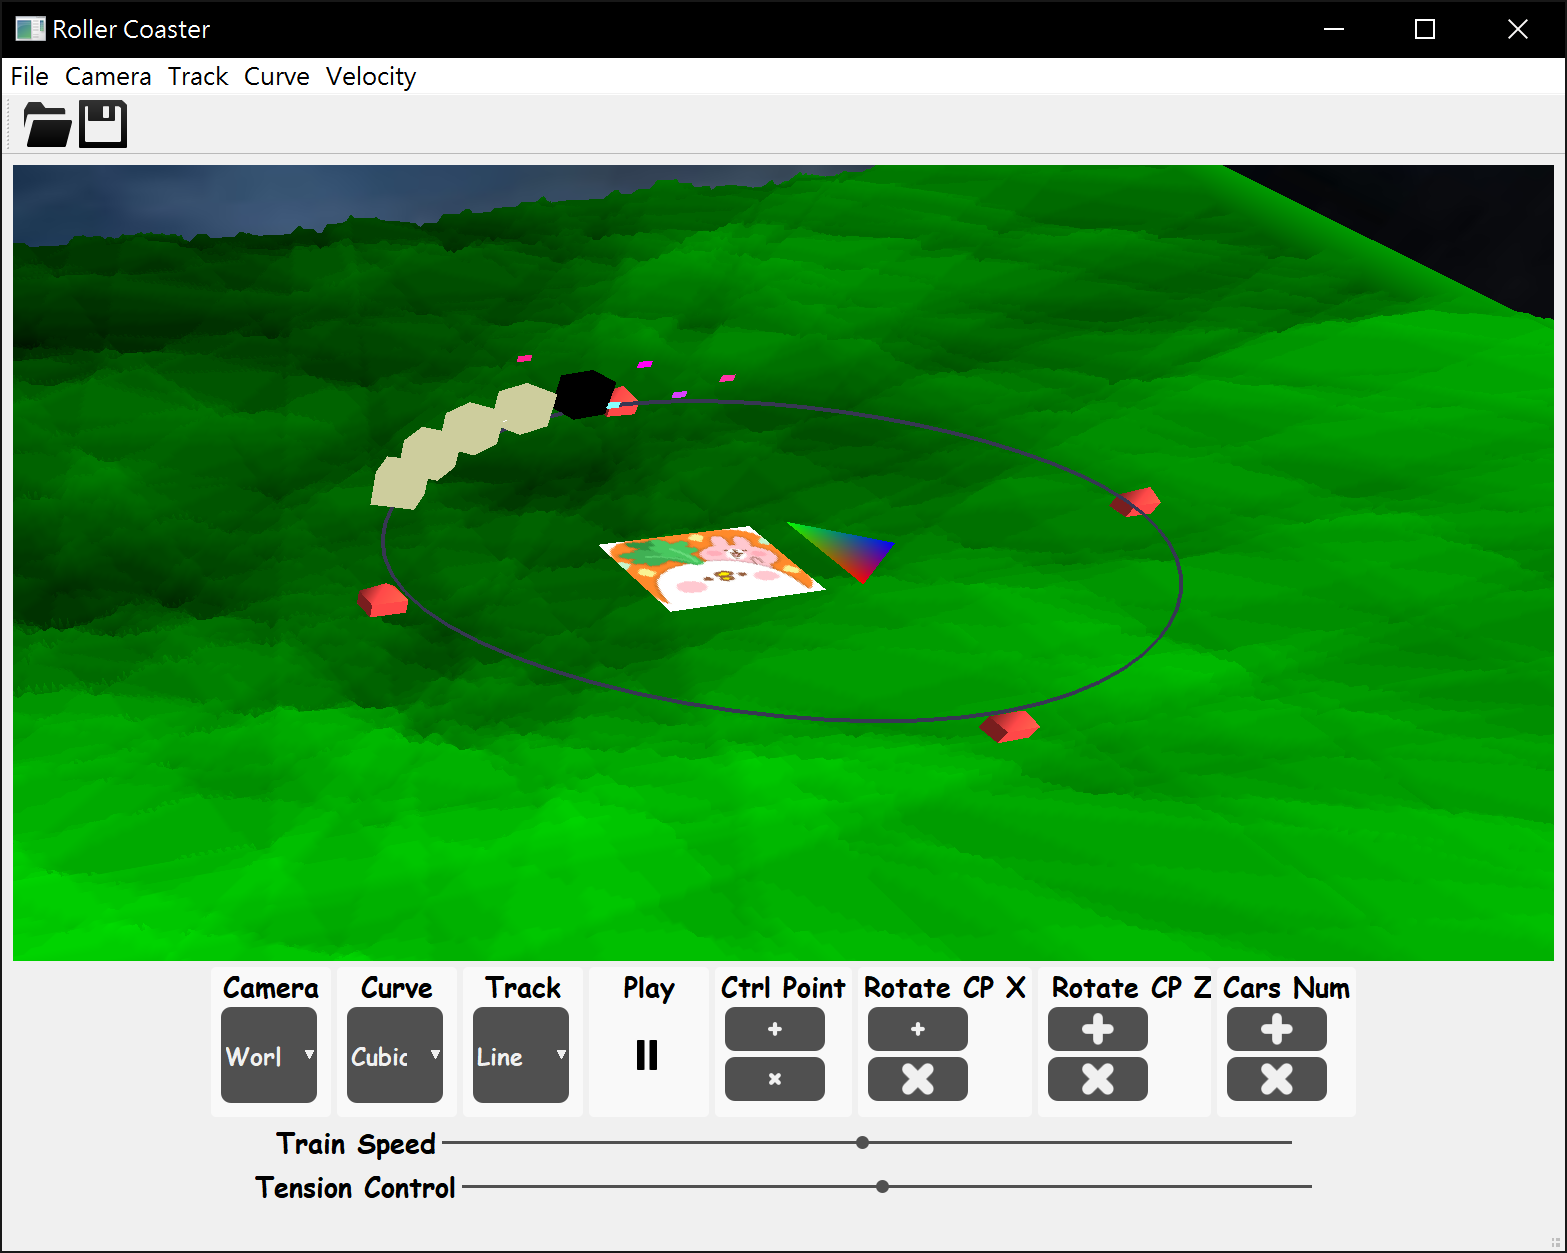 Roller Coaster
File Camera Track Curve Velocity
Camera Curve Track Play Ctrl Point Rotate CP X Rotate CP Z Cars Num
Worl Cubic Line
Train Speed
Tension Control